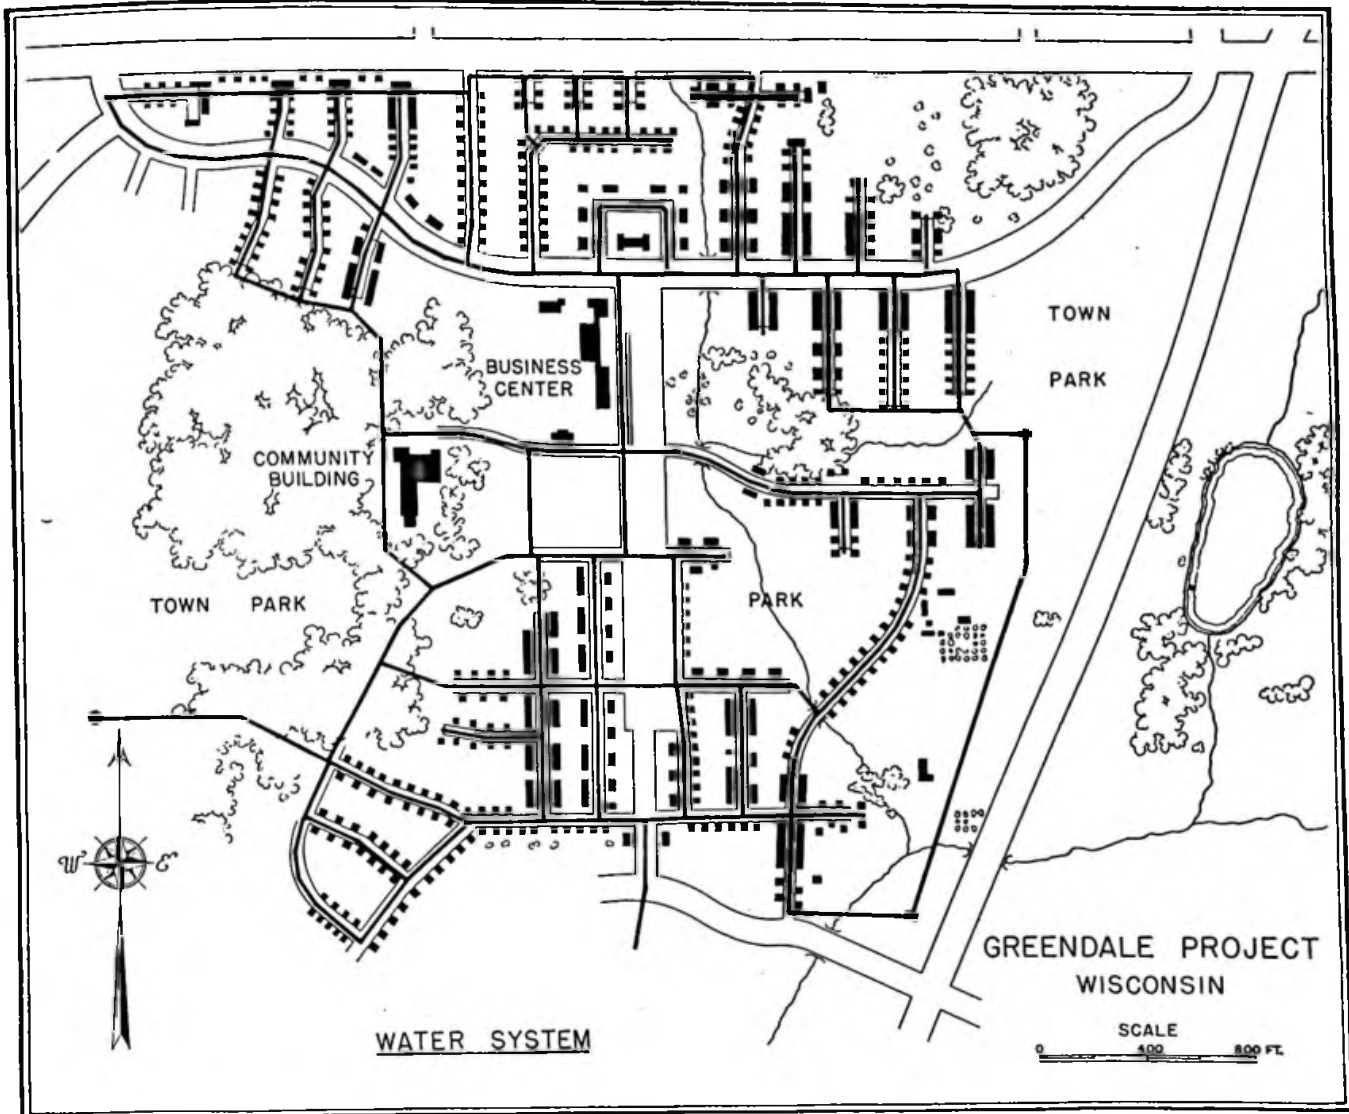 TOWN
PARK
BUSINESS
CENTER
COMMUNITY
BUILDING
TOWN PARK
PARK
W E
GREENDALE PROJECT
WISCONSIN
SCALE
0 400 800 FT.
WATER SYSTEM